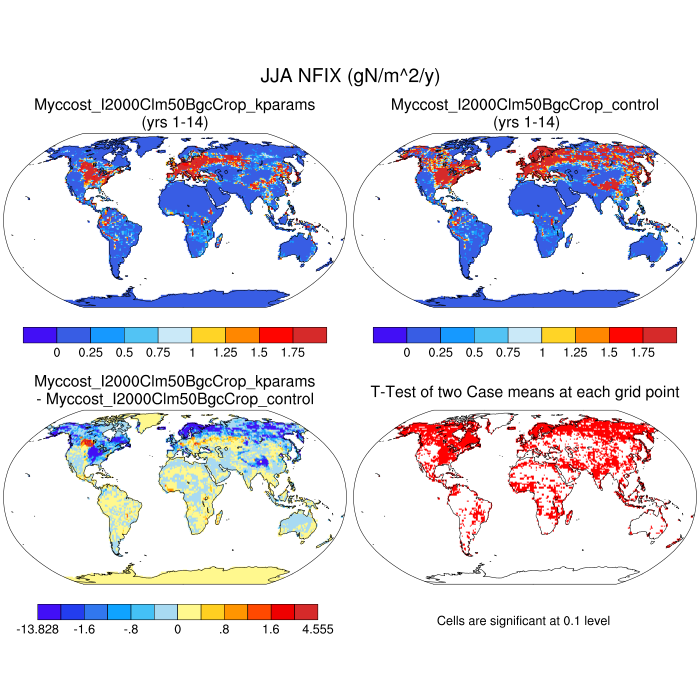 JJA NFIX (gN/m^2/y)
Myccost_I2000Clm50BgcCrop_kparams
(yrs 1-14)
Myccost_I2000Clm50BgcCrop_control
(yrs 1-14)
0 0.25 0.5 0.75 1 1.25 1.5 1.75
0 0.25 0.5 0.75 1 1.25 1.5 1.75
Myccost_I2000Clm50BgcCrop_kparams
- Myccost_I2000Clm50BgcCrop_control
T-Test of two Case means at each grid point
-13.828 -1.6 -.8 0 .8 1.6 4.555
Cells are significant at 0.1 level